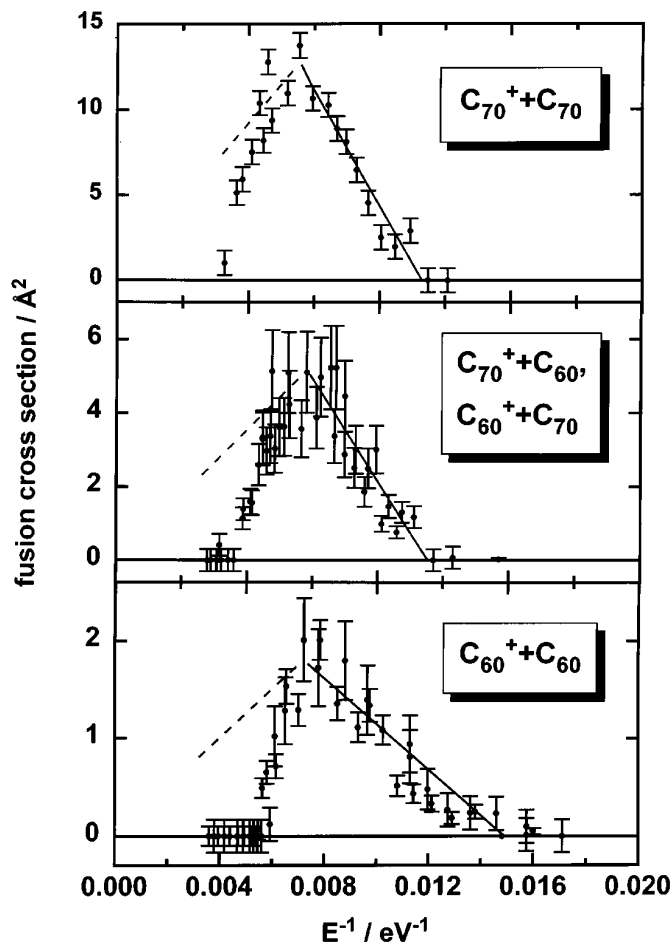 fusion cross section / Å²
15
10
5
0
C₇₀⁺+C₇₀
6
4
2
0
C₇₀⁺+C₆₀,
C₆₀⁺+C₇₀
2
1
0
C₆₀⁺+C₆₀
0.000 0.004 0.008 0.012 0.016 0.020
E⁻¹ / eV⁻¹